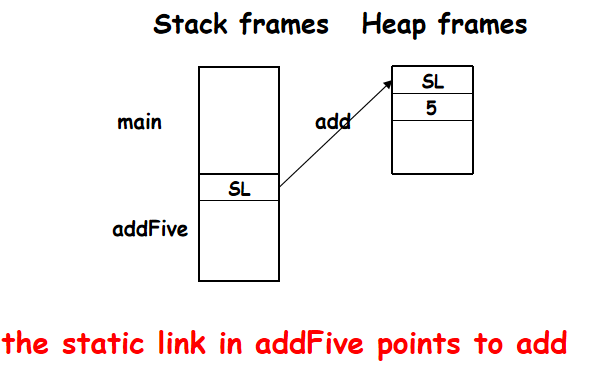 Stack frames Heap frames
SL
5
main add
SL
addFive
the static link in addFive points to add